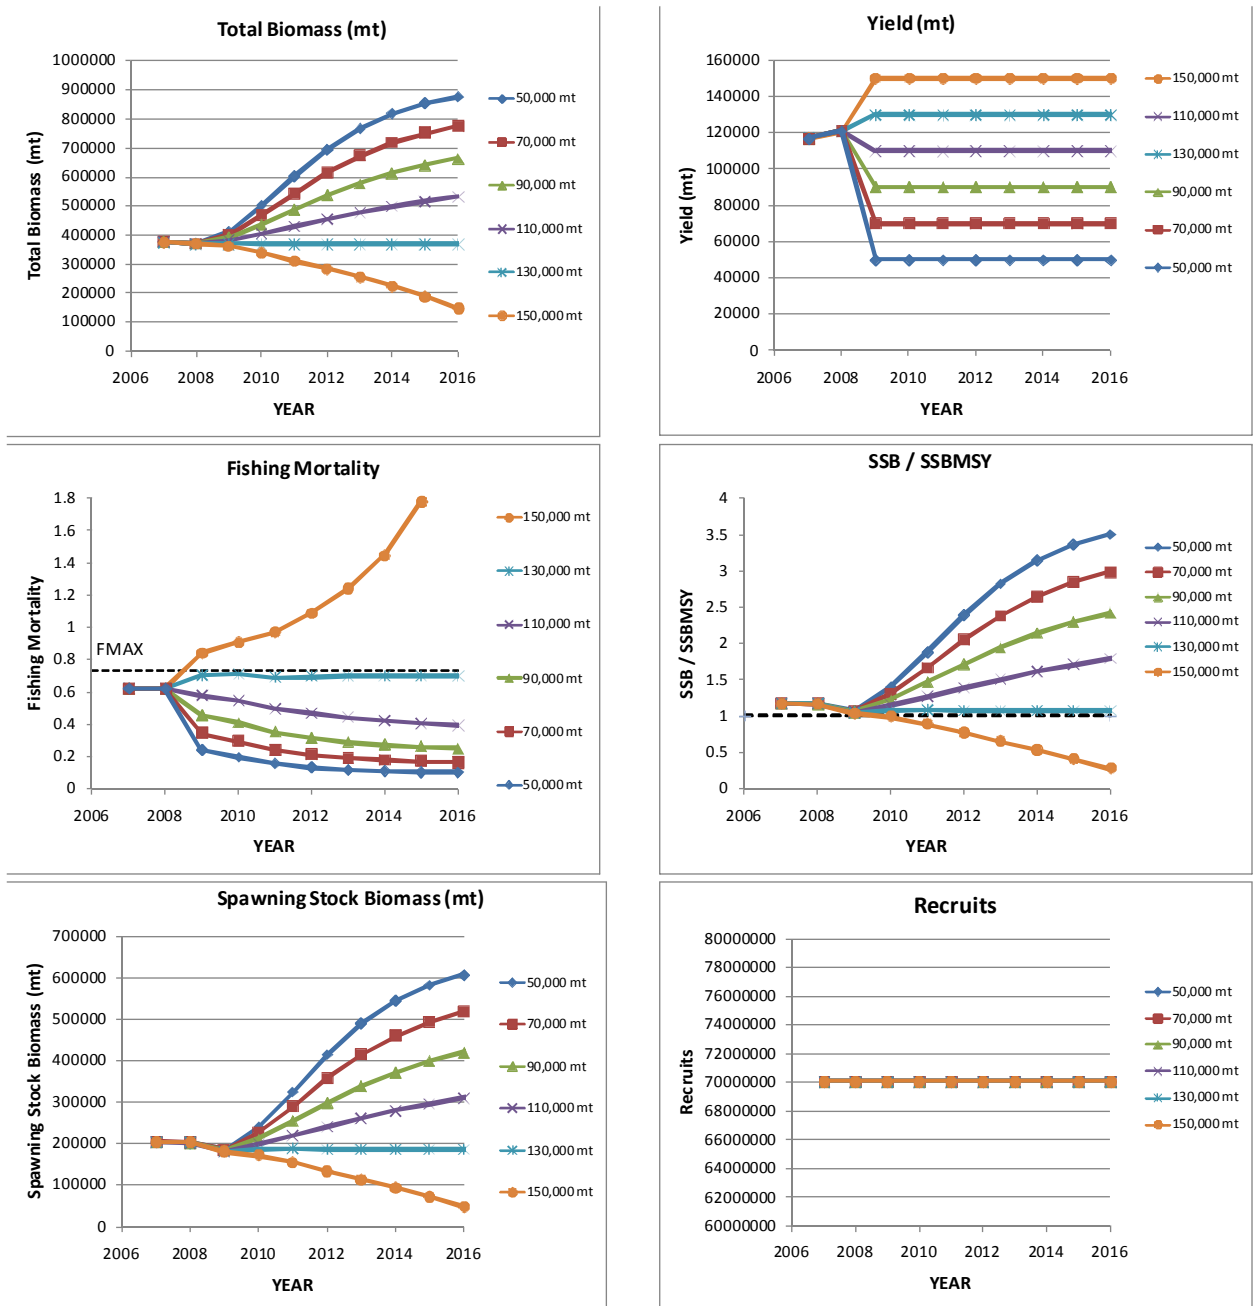 Total Biomass (mt)
Total Biomass (mt)
1000000
900000
800000
700000
600000
500000
400000
300000
200000
100000
0
2006 2008 2010 2012 2014 2016
YEAR
50,000 mt
70,000 mt
90,000 mt
110,000 mt
130,000 mt
150,000 mt
Yield (mt)
Yield (mt)
160000
140000
120000
100000
80000
60000
40000
20000
0
2006 2008 2010 2012 2014 2016
YEAR
150,000 mt
110,000 mt
130,000 mt
90,000 mt
70,000 mt
50,000 mt
Fishing Mortality
Fishing Mortality
1.8
1.6
1.4
1.2
1
0.8
0.6
0.4
0.2
0
FMAX
2006 2008 2010 2012 2014 2016
YEAR
150,000 mt
130,000 mt
110,000 mt
90,000 mt
70,000 mt
50,000 mt
SSB / SSBMSY
SSB / SSBMSY
4
3.5
3
2.5
2
1.5
1
0.5
0
2006 2008 2010 2012 2014 2016
YEAR
50,000 mt
70,000 mt
90,000 mt
110,000 mt
130,000 mt
150,000 mt
Spawning Stock Biomass (mt)
Spawning Stock Biomass (mt)
700000
600000
500000
400000
300000
200000
100000
0
2006 2008 2010 2012 2014 2016
YEAR
50,000 mt
70,000 mt
90,000 mt
110,000 mt
130,000 mt
150,000 mt
Recruits
Recruits
80000000
78000000
76000000
74000000
72000000
70000000
68000000
66000000
64000000
62000000
60000000
2006 2008 2010 2012 2014 2016
YEAR
50,000 mt
70,000 mt
90,000 mt
110,000 mt
130,000 mt
150,000 mt